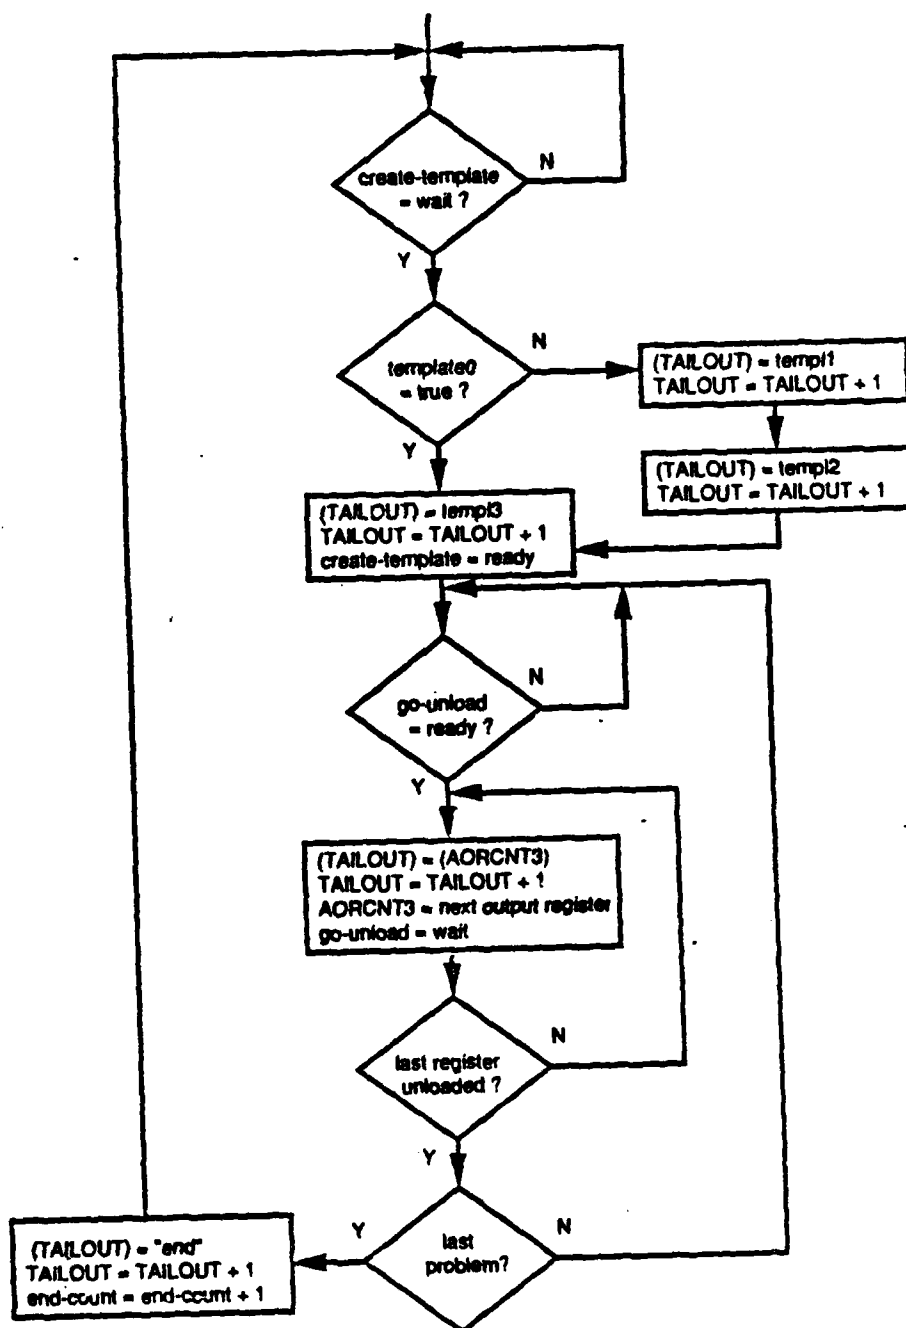 N
create-template
= wait ?
Y
N
template0
= true ?
(TAILOUT) = templ1
TAILOUT = TAILOUT + 1
Y
(TAILOUT) = templ2
TAILOUT = TAILOUT + 1
(TAILOUT) = templ3
TAILOUT = TAILOUT + 1
create-template = ready
N
go-unload
= ready ?
Y
(TAILOUT) = (AORCNT3)
TAILOUT = TAILOUT + 1
AORCNT3 = next output register
go-unload = wait
N
last register
unloaded ?
Y
Y
N
last
problem?
(TAILOUT) = "end"
TAILOUT = TAILOUT + 1
end-count = end-count + 1